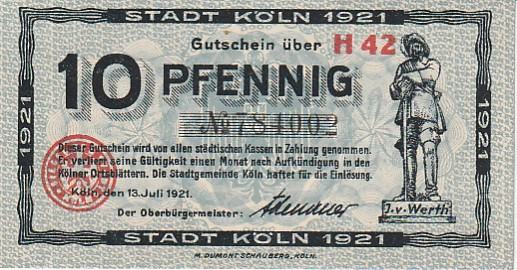 STADT KÖLN 1921
Gutschein über H 42
10 PFENNIG
No 784002
Dieser Gutschein wird von allen städtischen Kassen in Zahlung genommen.
Er verliert seine Gültigkeit einen Monat nach Aufkündigung in den
Kölner Ortsblättern. Die Stadtgemeinde Köln haftet für die Einlösung.
Köln, den 13. Juli 1921.
Der Oberbürgermeister: Adenauer
J.v. Werth
1921
1921
STADT KÖLN 1921
M. DUMONT SCHAUBERG, KÖLN.